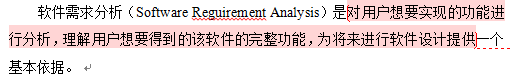 软件需求分析（Software Reguirement Analysis）是对用户想要实现的功能进
行分析，理解用户想要得到的该软件的完整功能，为将来进行软件设计提供一个
基本依据。